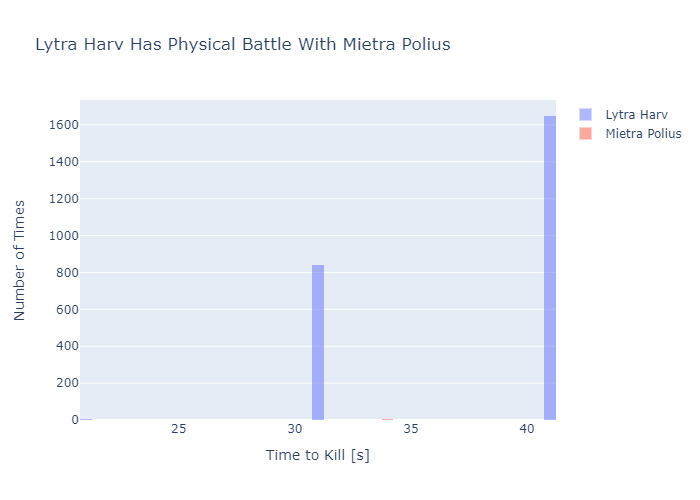 Lytra Harv Has Physical Battle With Mietra Polius
Lytra Harv
Mietra Polius
Number of Times
1600
1400
1200
1000
800
600
400
200
0
25 30 35 40
Time to Kill [s]